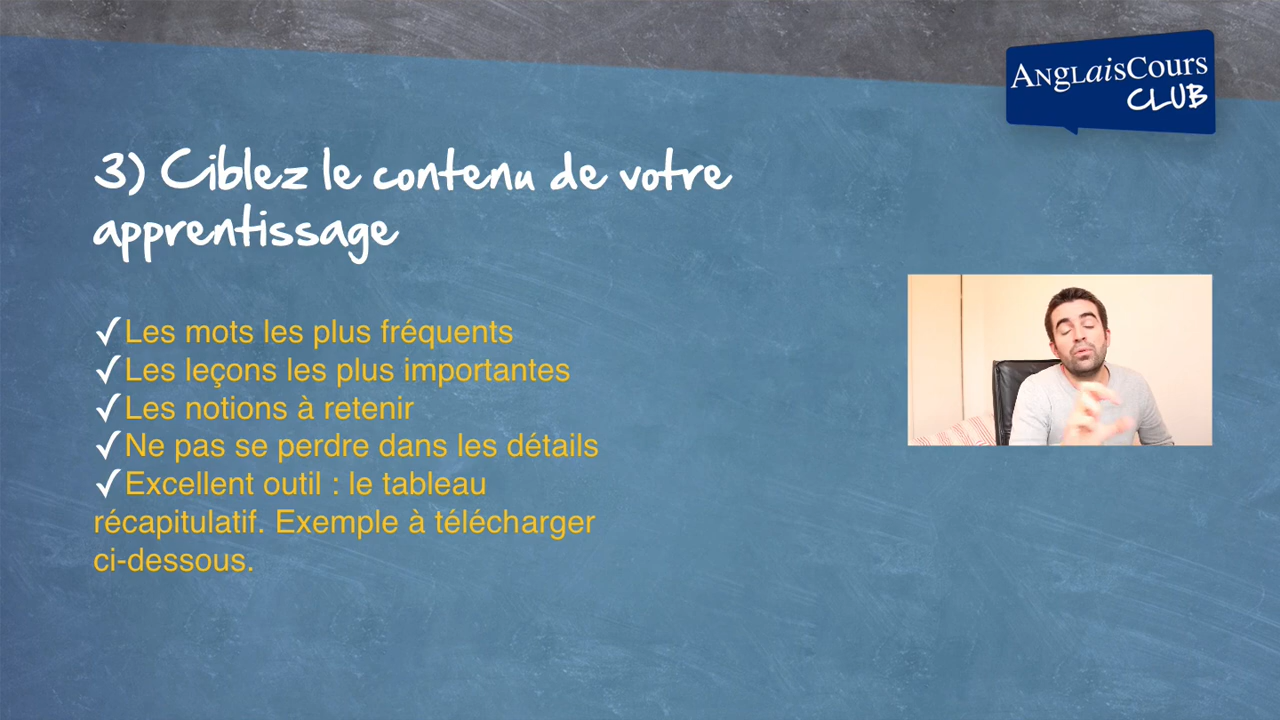 AngLaisCours
CLUB
3) Ciblez le contenu de votre
apprentissage
✓Les mots les plus fréquents
✓Les leçons les plus importantes
✓Les notions à retenir
✓Ne pas se perdre dans les détails
✓Excellent outil : le tableau
récapitulatif. Exemple à télécharger
ci-dessous.